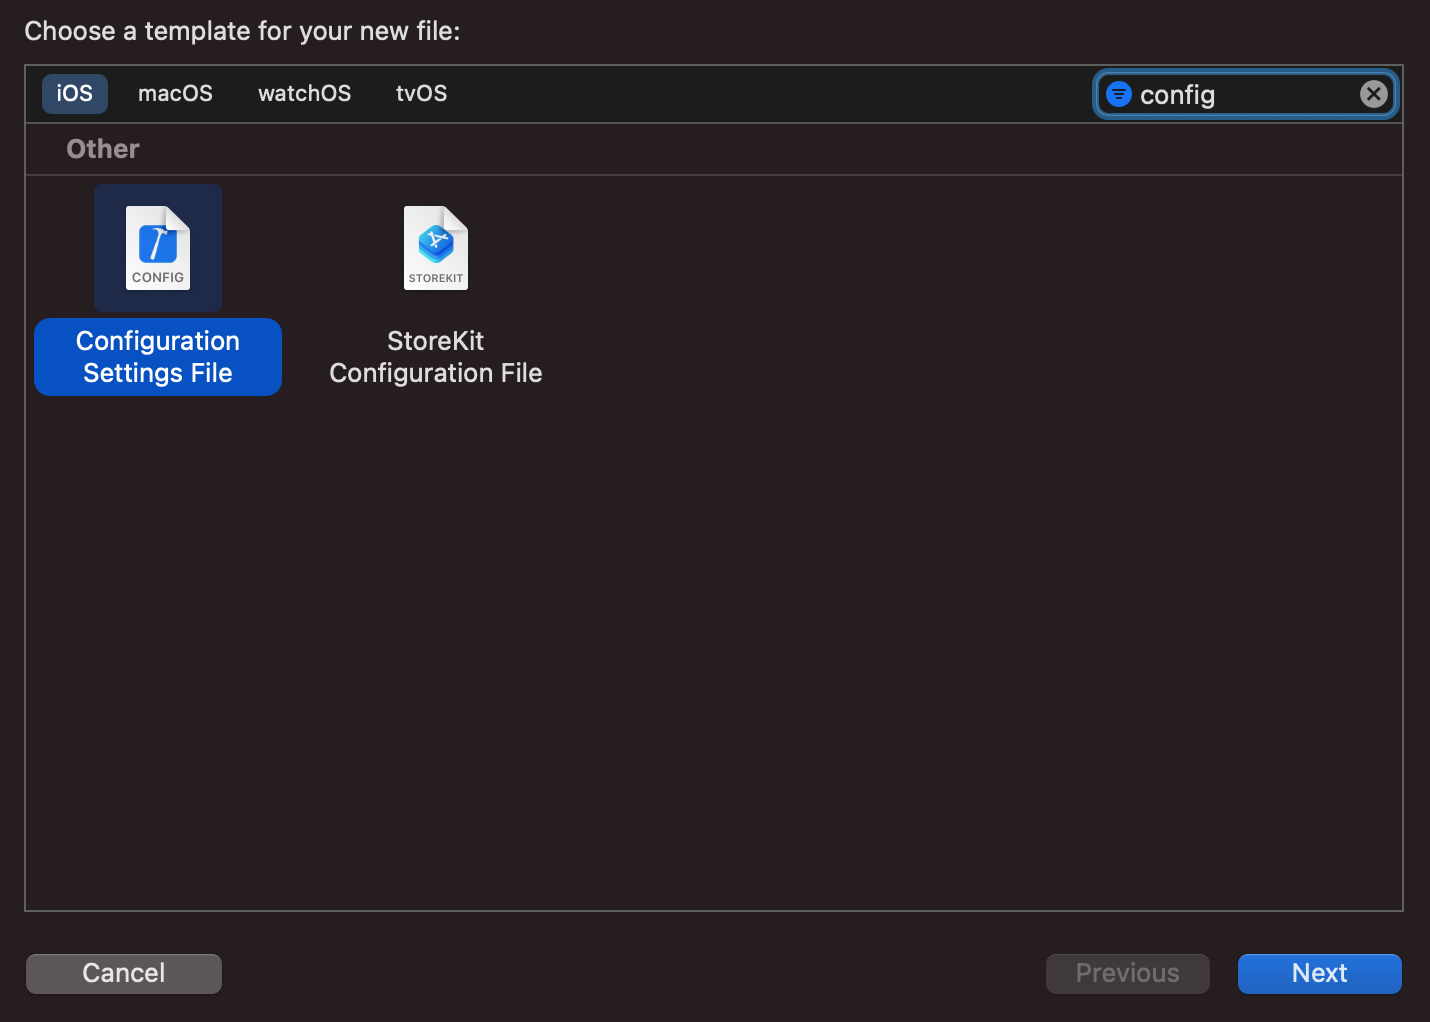 Choose a template for your new file:
iOS macOS watchOS tvOS config
Other
CONFIG STOREKIT
Configuration StoreKit
Settings File Configuration File
Cancel Previous Next